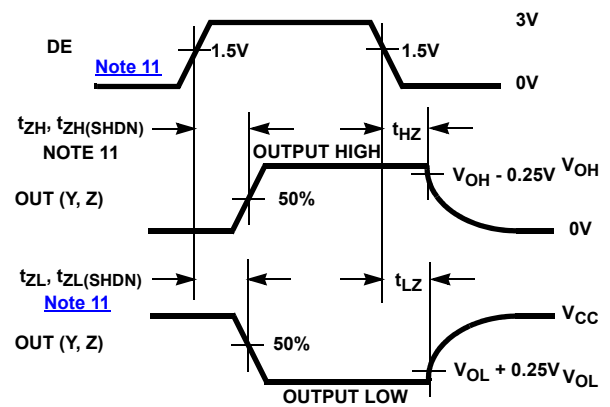 3V
DE
1.5V
1.5V
Note 11
0V
tZH, tZH(SHDN)
NOTE 11
tHZ
OUTPUT HIGH
VOH - 0.25V
VOH
OUT (Y, Z)
50%
0V
tZL, tZL(SHDN)
Note 11
tLZ
VCC
OUT (Y, Z)
50%
VOL + 0.25V
VOL
OUTPUT LOW